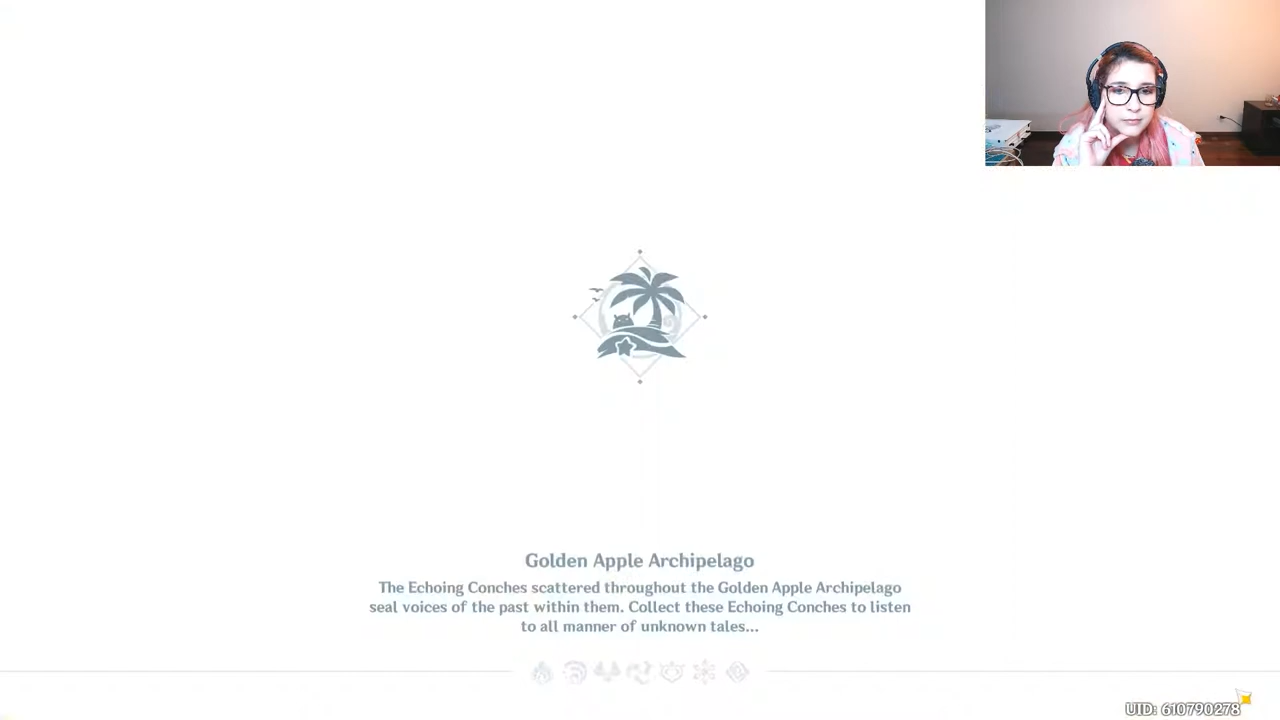 Golden Apple Archipelago
The Echoing Conches scattered throughout the Golden Apple Archipelago
seal voices of the past within them. Collect these Echoing Conches to listen
to all manner of unknown tales...
UID: 610790278